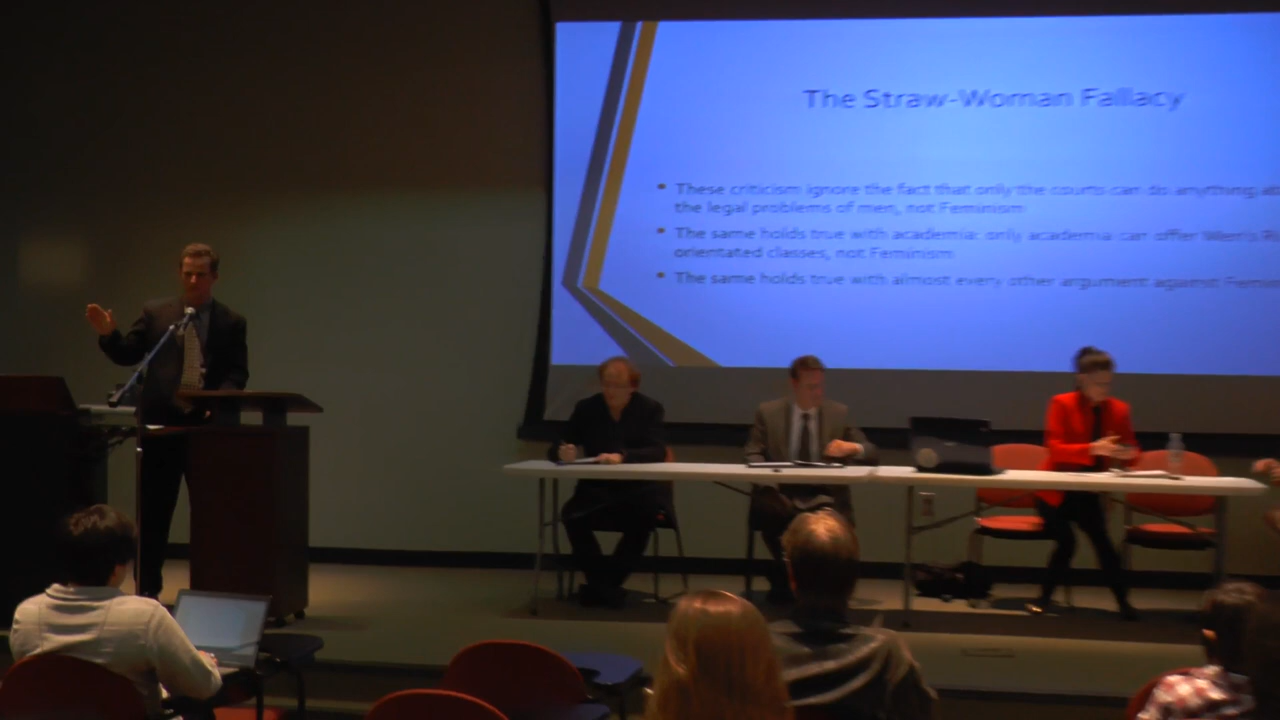 The Straw-Woman Fallacy
• These criticism ignore the fact that only the courts can do anything
the legal problems of men, not Feminism
• The same holds true with academia: only academia can offer Men's
orientated classes, not Feminism
• The same holds true with almost every other argument against